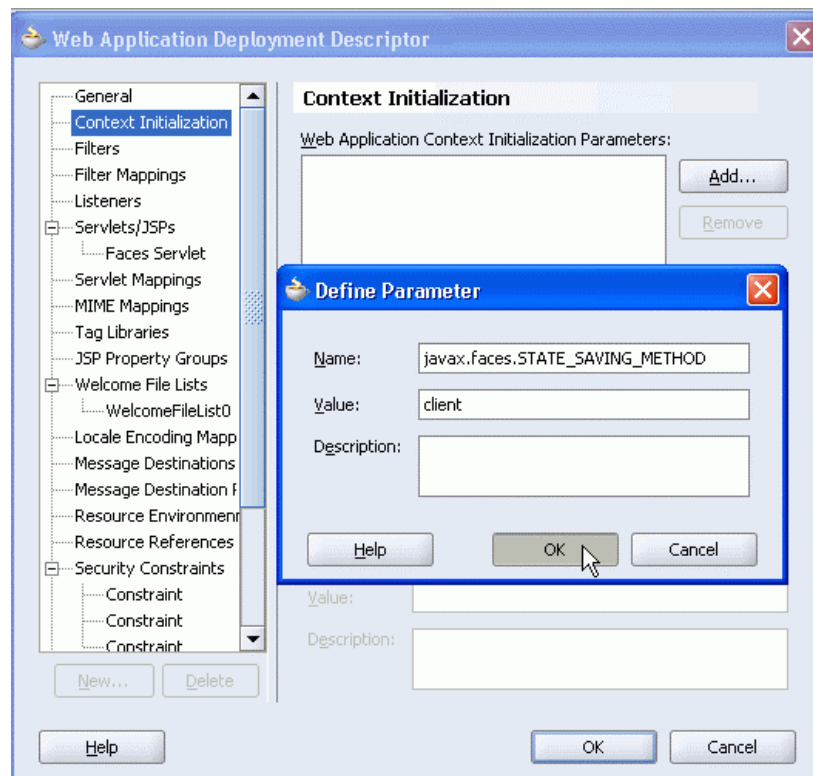 Web Application Deployment Descriptor
General
Context Initialization
Filters
Filter Mappings
Listeners
Servlets/JSPs
Faces Servlet
Servlet Mappings
MIME Mappings
Tag Libraries
JSP Property Groups
Welcome File Lists
WelcomeFileList0
Locale Encoding Mapp
Message Destinations
Message Destination R
Resource Environmen
Resource References
Security Constraints
Constraint
Constraint
Constraint
New...
Delete
Context Initialization
Web Application Context Initialization Parameters:
Add...
Remove
Define Parameter
Name:
javax.faces.STATE_SAVING_METHOD
Value:
client
Description:
Help
OK
Cancel
Value:
Description:
Help
OK
Cancel